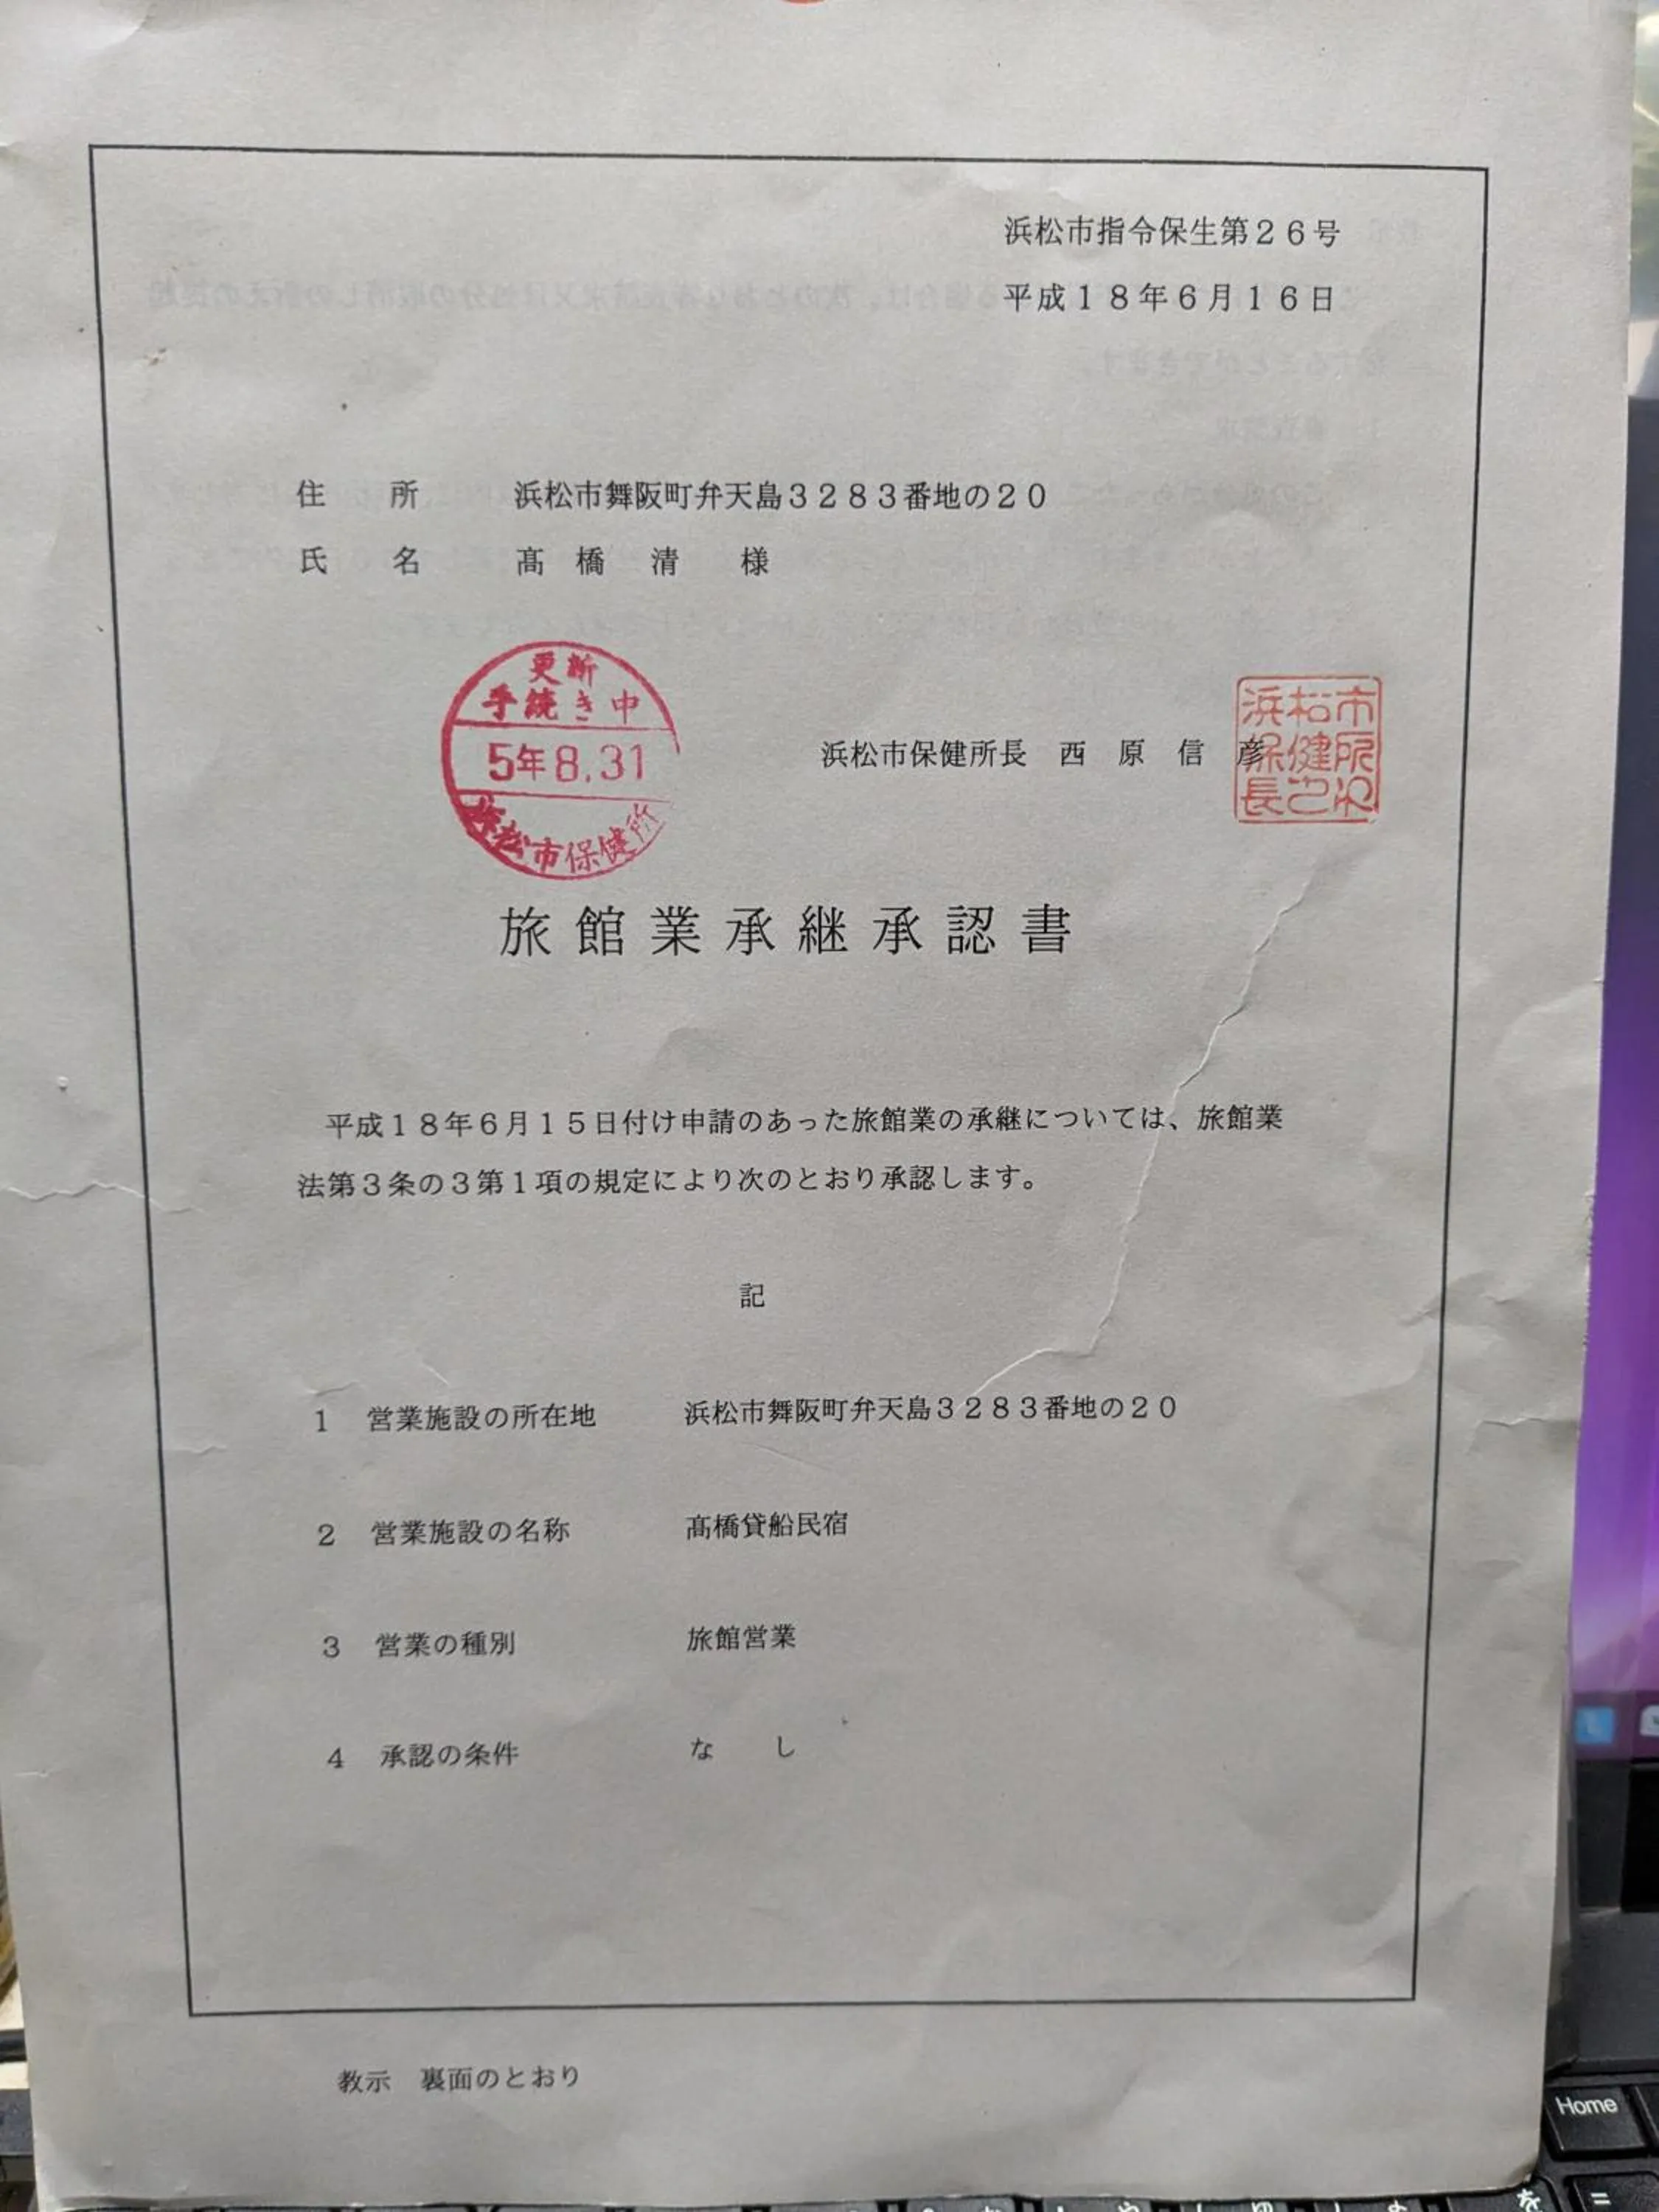 浜松市指令保生第２６号
平成１８年６月１６日
住　所　浜松市舞阪町弁天島３２８３番地の２０
氏　名　髙　橋　清　様
更新
手続き中
5年8.31
浜松市保健所
浜松市保健所長　西　原　信　彦
浜松市
保健所
長之印
旅館業承継承認書
平成１８年６月１５日付け申請のあった旅館業の承継については、旅館業
法第３条の３第１項の規定により次のとおり承認します。
記
１　営業施設の所在地　浜松市舞阪町弁天島３２８３番地の２０
２　営業施設の名称　髙橋貸船民宿
３　営業の種別　旅館営業
４　承認の条件　な　し
教示　裏面のとおり
Home
を